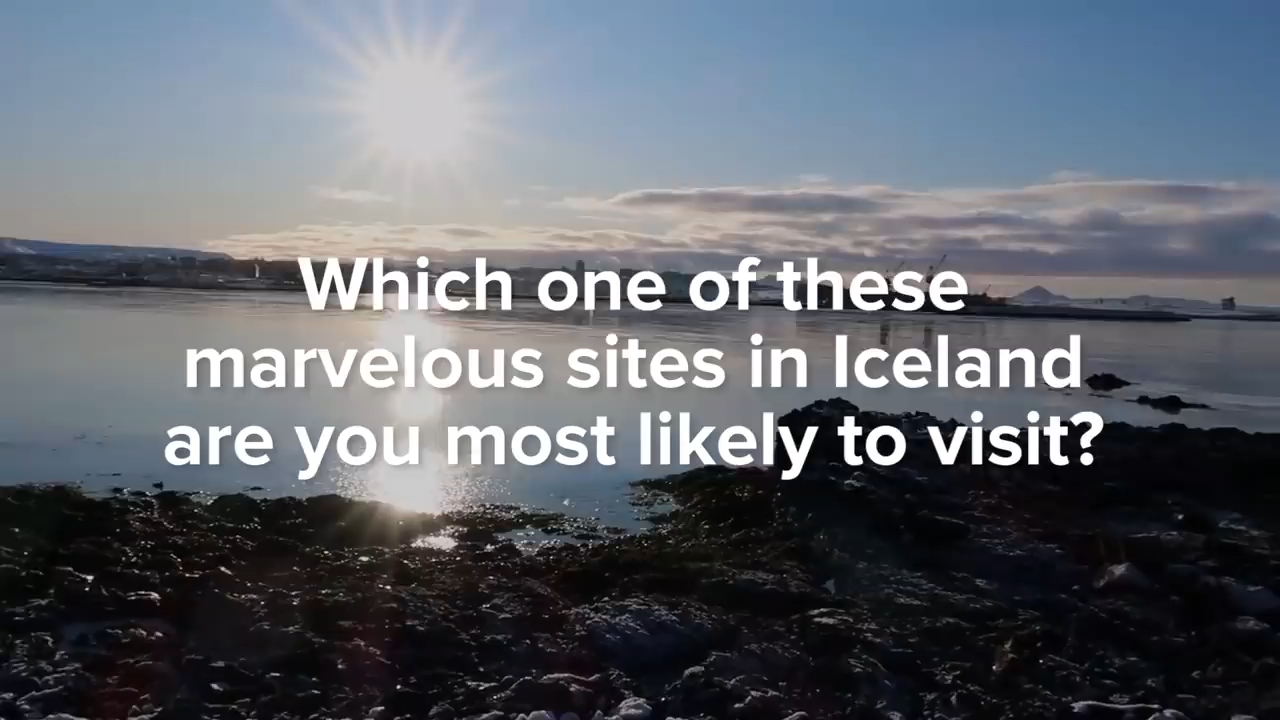 Which one of these
marvelous sites in Iceland
are you most likely to visit?